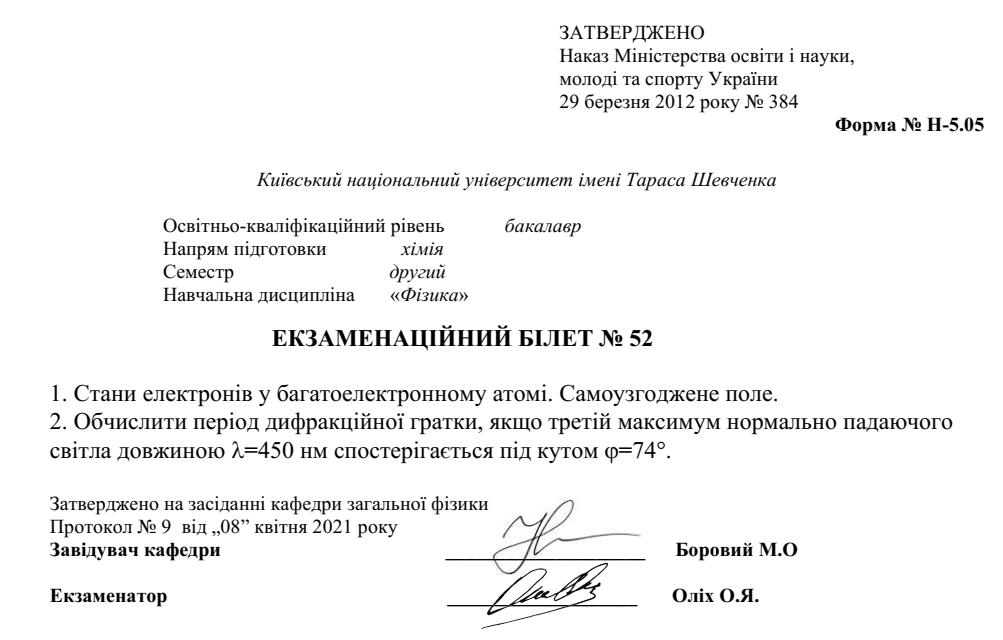 ЗАТВЕРДЖЕНО
Наказ Міністерства освіти і науки,
молоді та спорту України
29 березня 2012 року № 384
Форма № Н-5.05
Київський національний університет імені Тараса Шевченка
Освітньо-кваліфікаційний рівень бакалавр
Напрям підготовки хімія
Семестр другий
Навчальна дисципліна «Фізика»
ЕКЗАМЕНАЦІЙНИЙ БІЛЕТ № 52
1. Стани електронів у багатоелектронному атомі. Самоузгоджене поле.
2. Обчислити період дифракційної гратки, якщо третій максимум нормально падаючого
світла довжиною λ=450 нм спостерігається під кутом φ=74°.
Затверджено на засіданні кафедри загальної фізики
Протокол № 9 від „08” квітня 2021 року
Завідувач кафедри Боровий М.О
Екзаменатор Оліх О.Я.